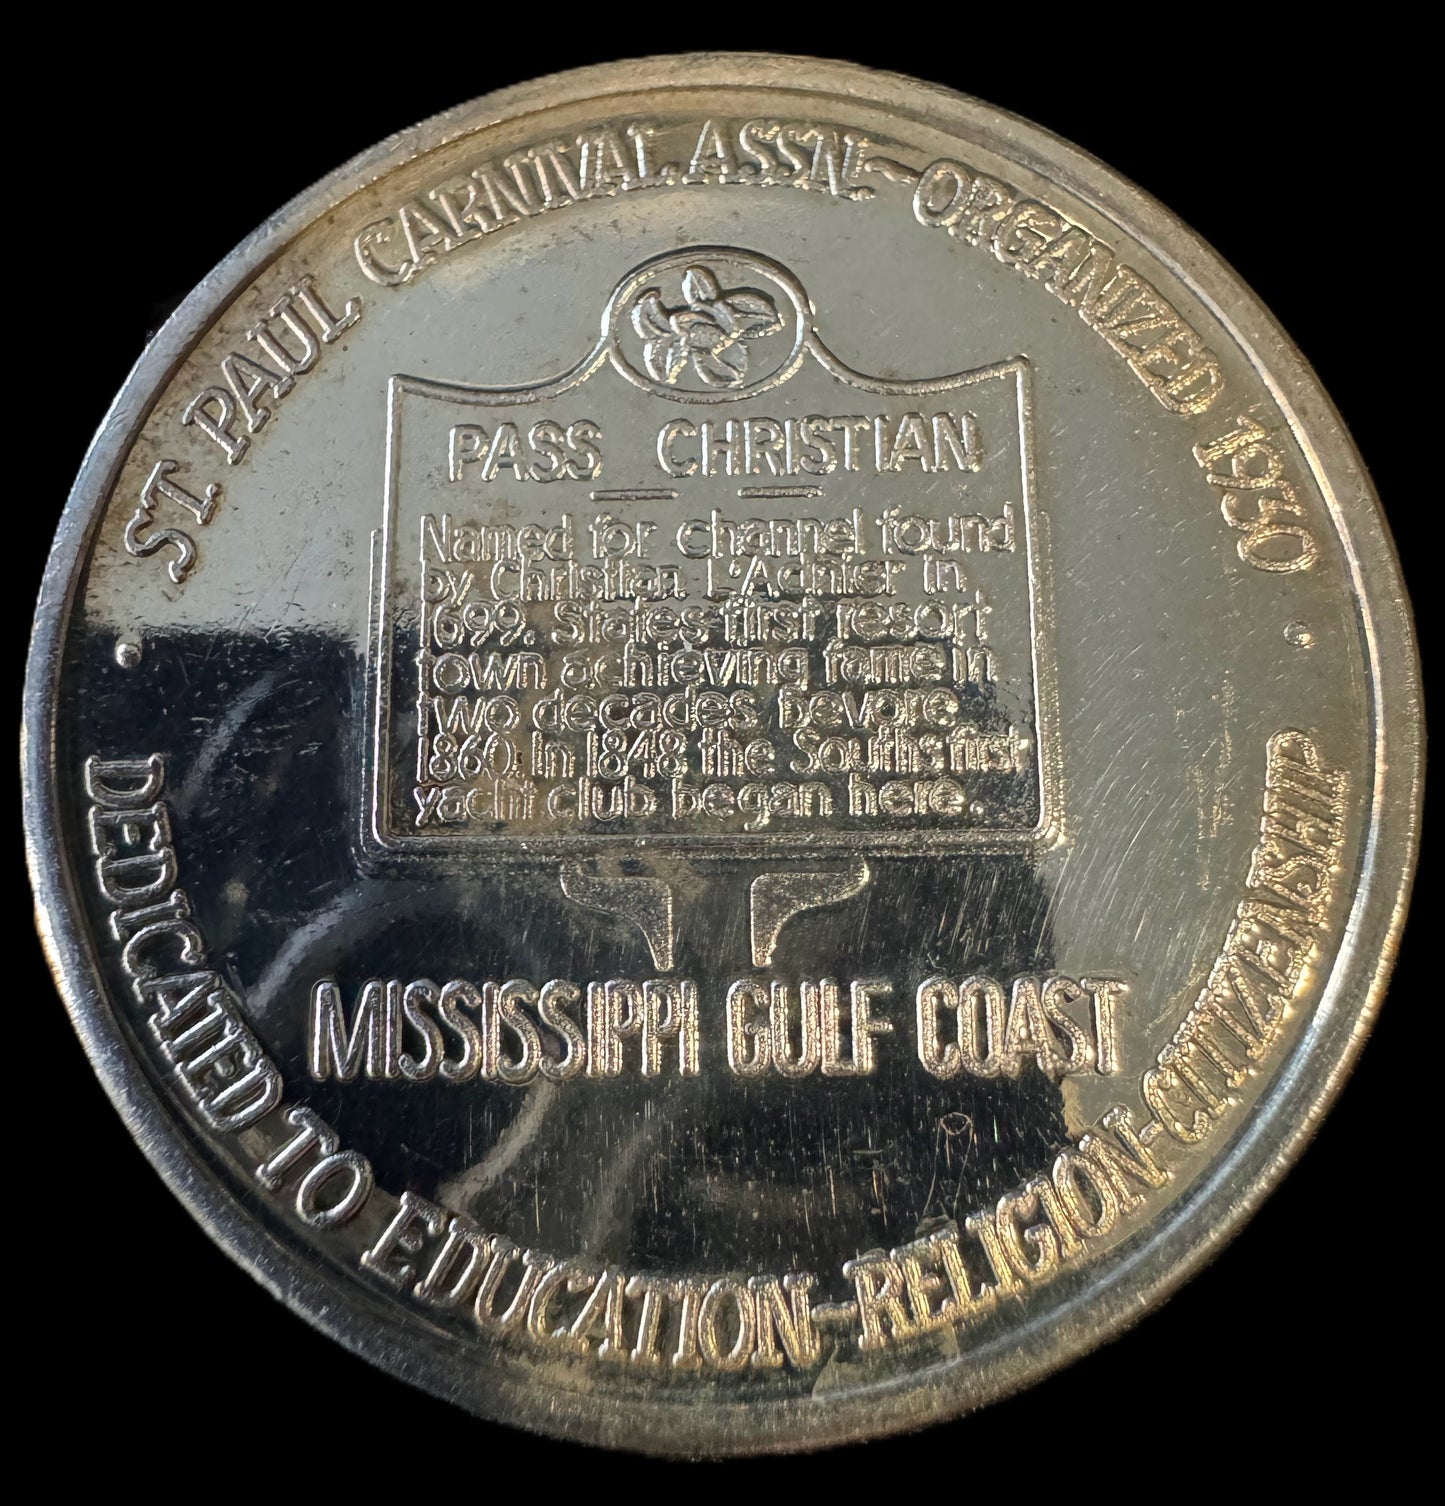 ST. PAUL CARNIVAL ASSN.~ORGANIZED 1950
PASS CHRISTIAN
Named for channel found
by Christian L'Adnier in
1699. States first resort
town achieving fame in
two decades bevore
1860. In 1848 the South's first
yacht club began here.
MISSISSIPPI GULF COAST
DEDICATED TO EDUCATION~RELIGION-CITIZENSHIP